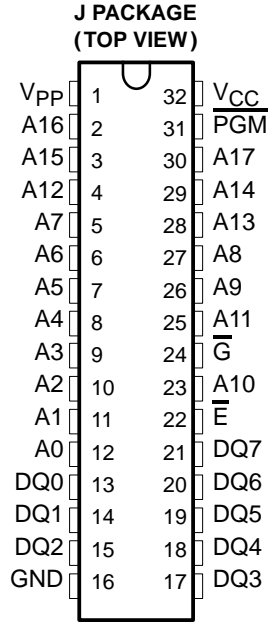 J PACKAGE
(TOP VIEW)
VPP 1 32 VCC
A16 2 31 PGM
A15 3 30 A17
A12 4 29 A14
A7 5 28 A13
A6 6 27 A8
A5 7 26 A9
A4 8 25 A11
A3 9 24 G
A2 10 23 A10
A1 11 22 E
A0 12 21 DQ7
DQ0 13 20 DQ6
DQ1 14 19 DQ5
DQ2 15 18 DQ4
GND 16 17 DQ3